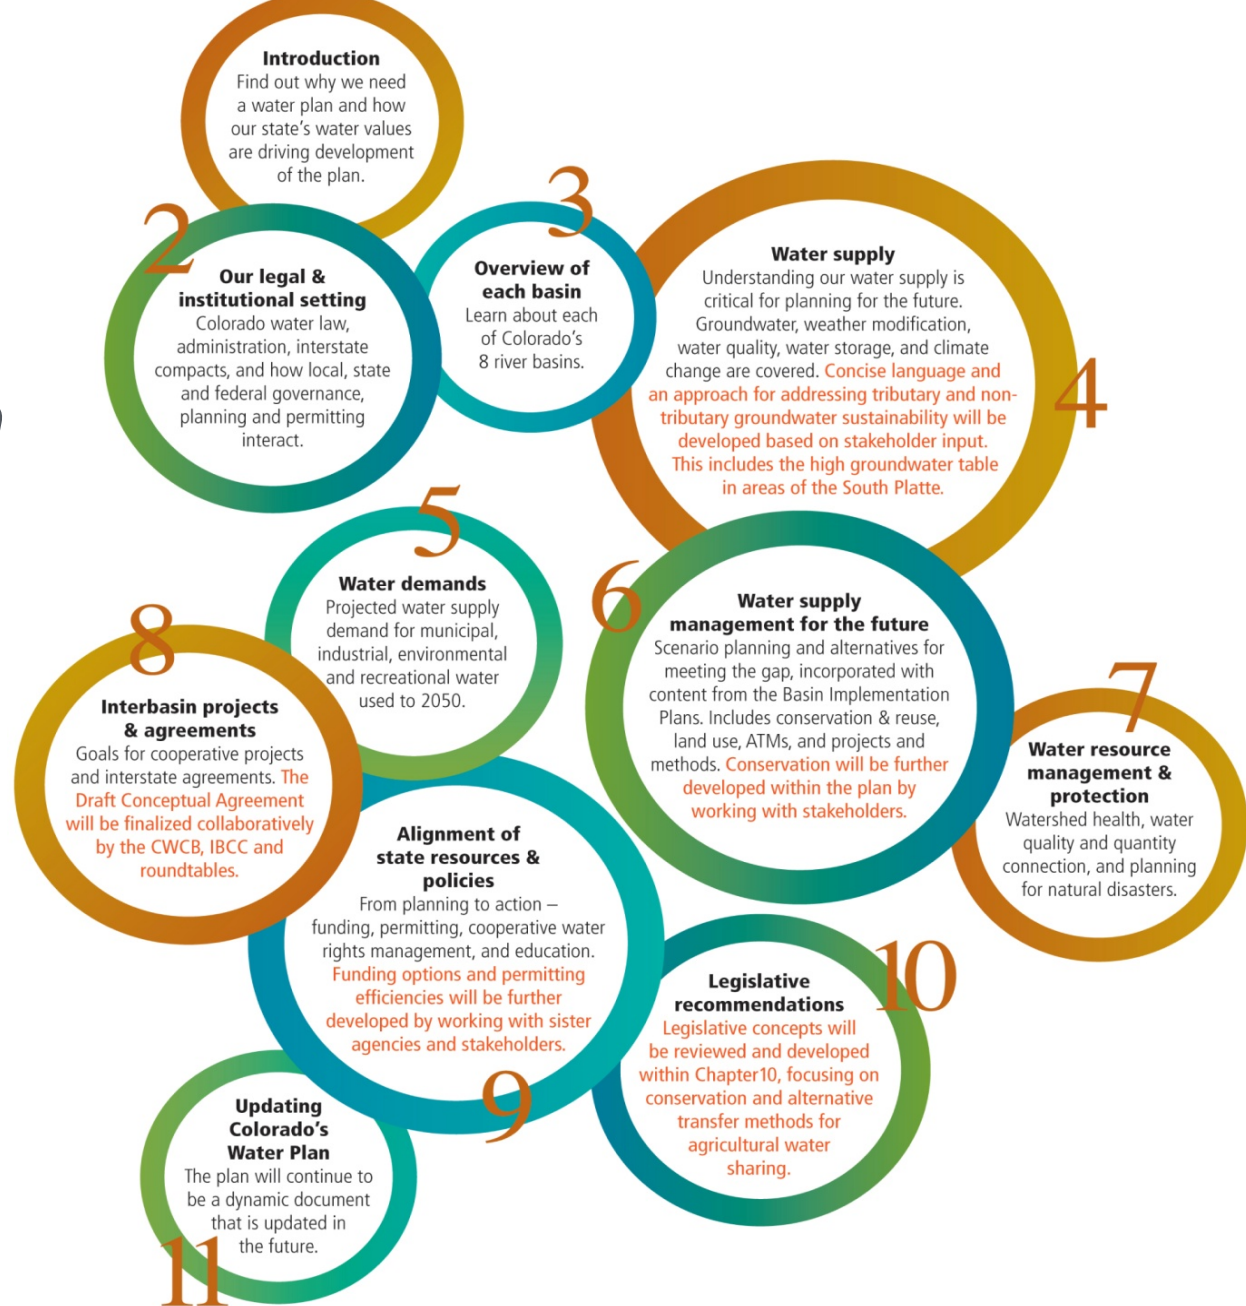 Introduction
Find out why we need
a water plan and how
our state's water values
are driving development
of the plan.
2
Our legal &
institutional setting
Colorado water law,
administration, interstate
compacts, and how local, state
and federal governance,
planning and permitting
interact.
3
Overview of
each basin
Learn about each
of Colorado's
8 river basins.
4
Water supply
Understanding our water supply is
critical for planning for the future.
Groundwater, weather modification,
water quality, water storage, and climate
change are covered. Concise language and
an approach for addressing tributary and non-
tributary groundwater sustainability will be
developed based on stakeholder input.
This includes the high groundwater table
in areas of the South Platte.
5
Water demands
Projected water supply
demand for municipal,
industrial, environmental
and recreational water
used to 2050.
6
Water supply
management for the future
Scenario planning and alternatives for
meeting the gap, incorporated with
content from the Basin Implementation
Plans. Includes conservation & reuse,
land use, ATMs, and projects and
methods. Conservation will be further
developed within the plan by
working with stakeholders.
7
Water resource
management &
protection
Watershed health, water
quality and quantity
connection, and planning
for natural disasters.
8
Interbasin projects
& agreements
Goals for cooperative projects
and interstate agreements. The
Draft Conceptual Agreement
will be finalized collaboratively
by the CWCB, IBCC and
roundtables.
9
Alignment of
state resources &
policies
From planning to action –
funding, permitting, cooperative water
rights management, and education.
Funding options and permitting
efficiencies will be further
developed by working with sister
agencies and stakeholders.
10
Legislative
recommendations
Legislative concepts will
be reviewed and developed
within Chapter10, focusing on
conservation and alternative
transfer methods for
agricultural water
sharing.
11
Updating
Colorado's
Water Plan
The plan will continue to
be a dynamic document
that is updated in
the future.